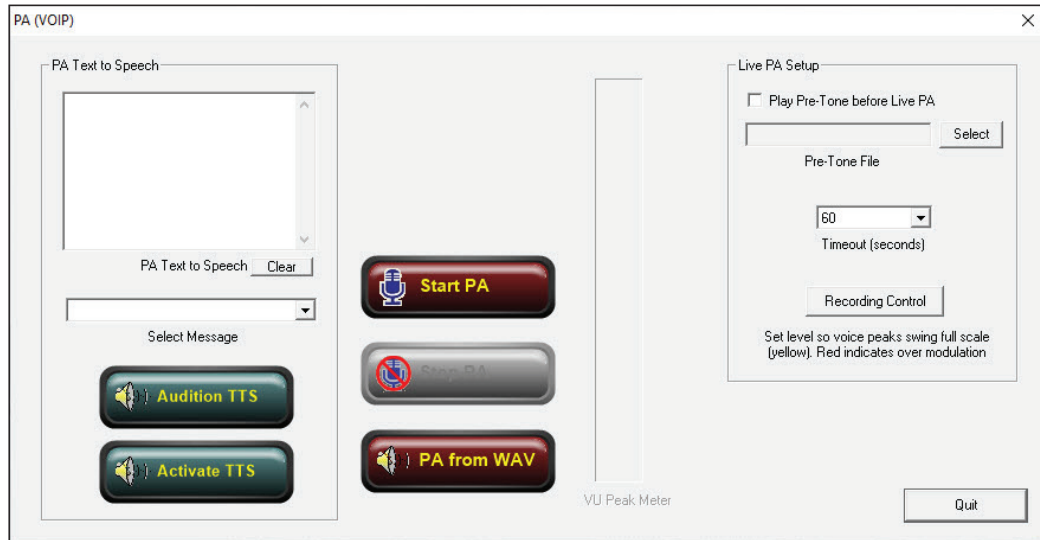 PA (VOIP)
PA Text to Speech
PA Text to Speech Clear
Select Message
Audition TTS
Activate TTS
Start PA
Stop PA
PA from WAV
VU Peak Meter
Live PA Setup
Play Pre-Tone before Live PA
Select
Pre-Tone File
60
Timeout (seconds)
Recording Control
Set level so voice peaks swing full scale
(yellow). Red indicates over modulation
Quit